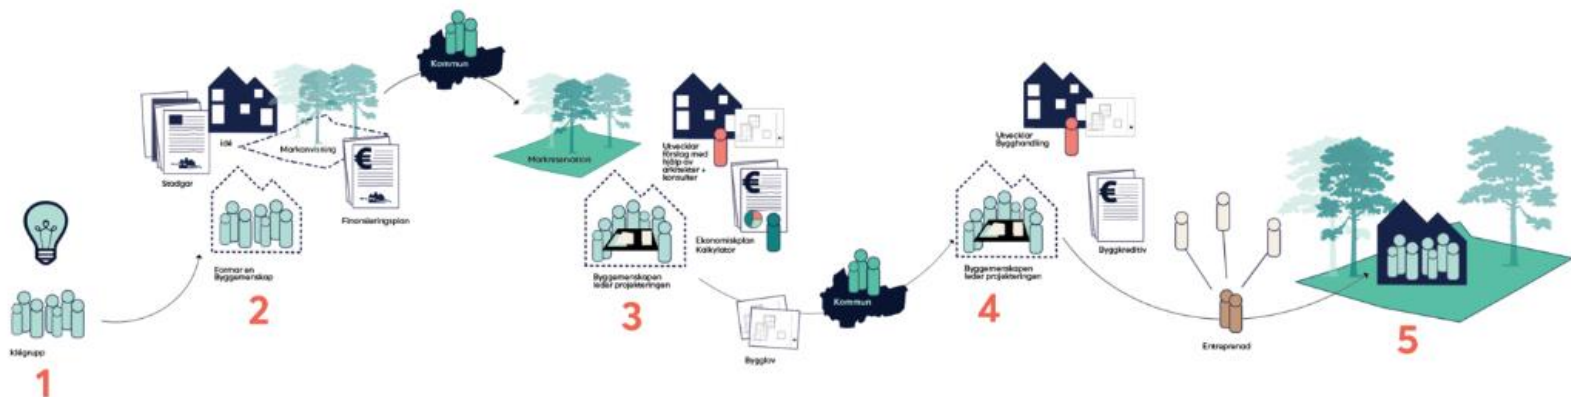 Idégrupp
1
Stadgar
Idé
Markanvisning
Finansieringsplan
Formar en
Byggemenskap
2
Kommun
Markreservation
Utvecklar
förslag med
hjälp av
arkitekter +
konsulter
Ekonomiskplan
Kalkylator
Byggemenskapen
leder projekteringen
3
Bygglov
Kommun
Utvecklar
Bygghandling
Byggkreditiv
Byggemenskapen
leder projekteringen
4
Entreprenad
5